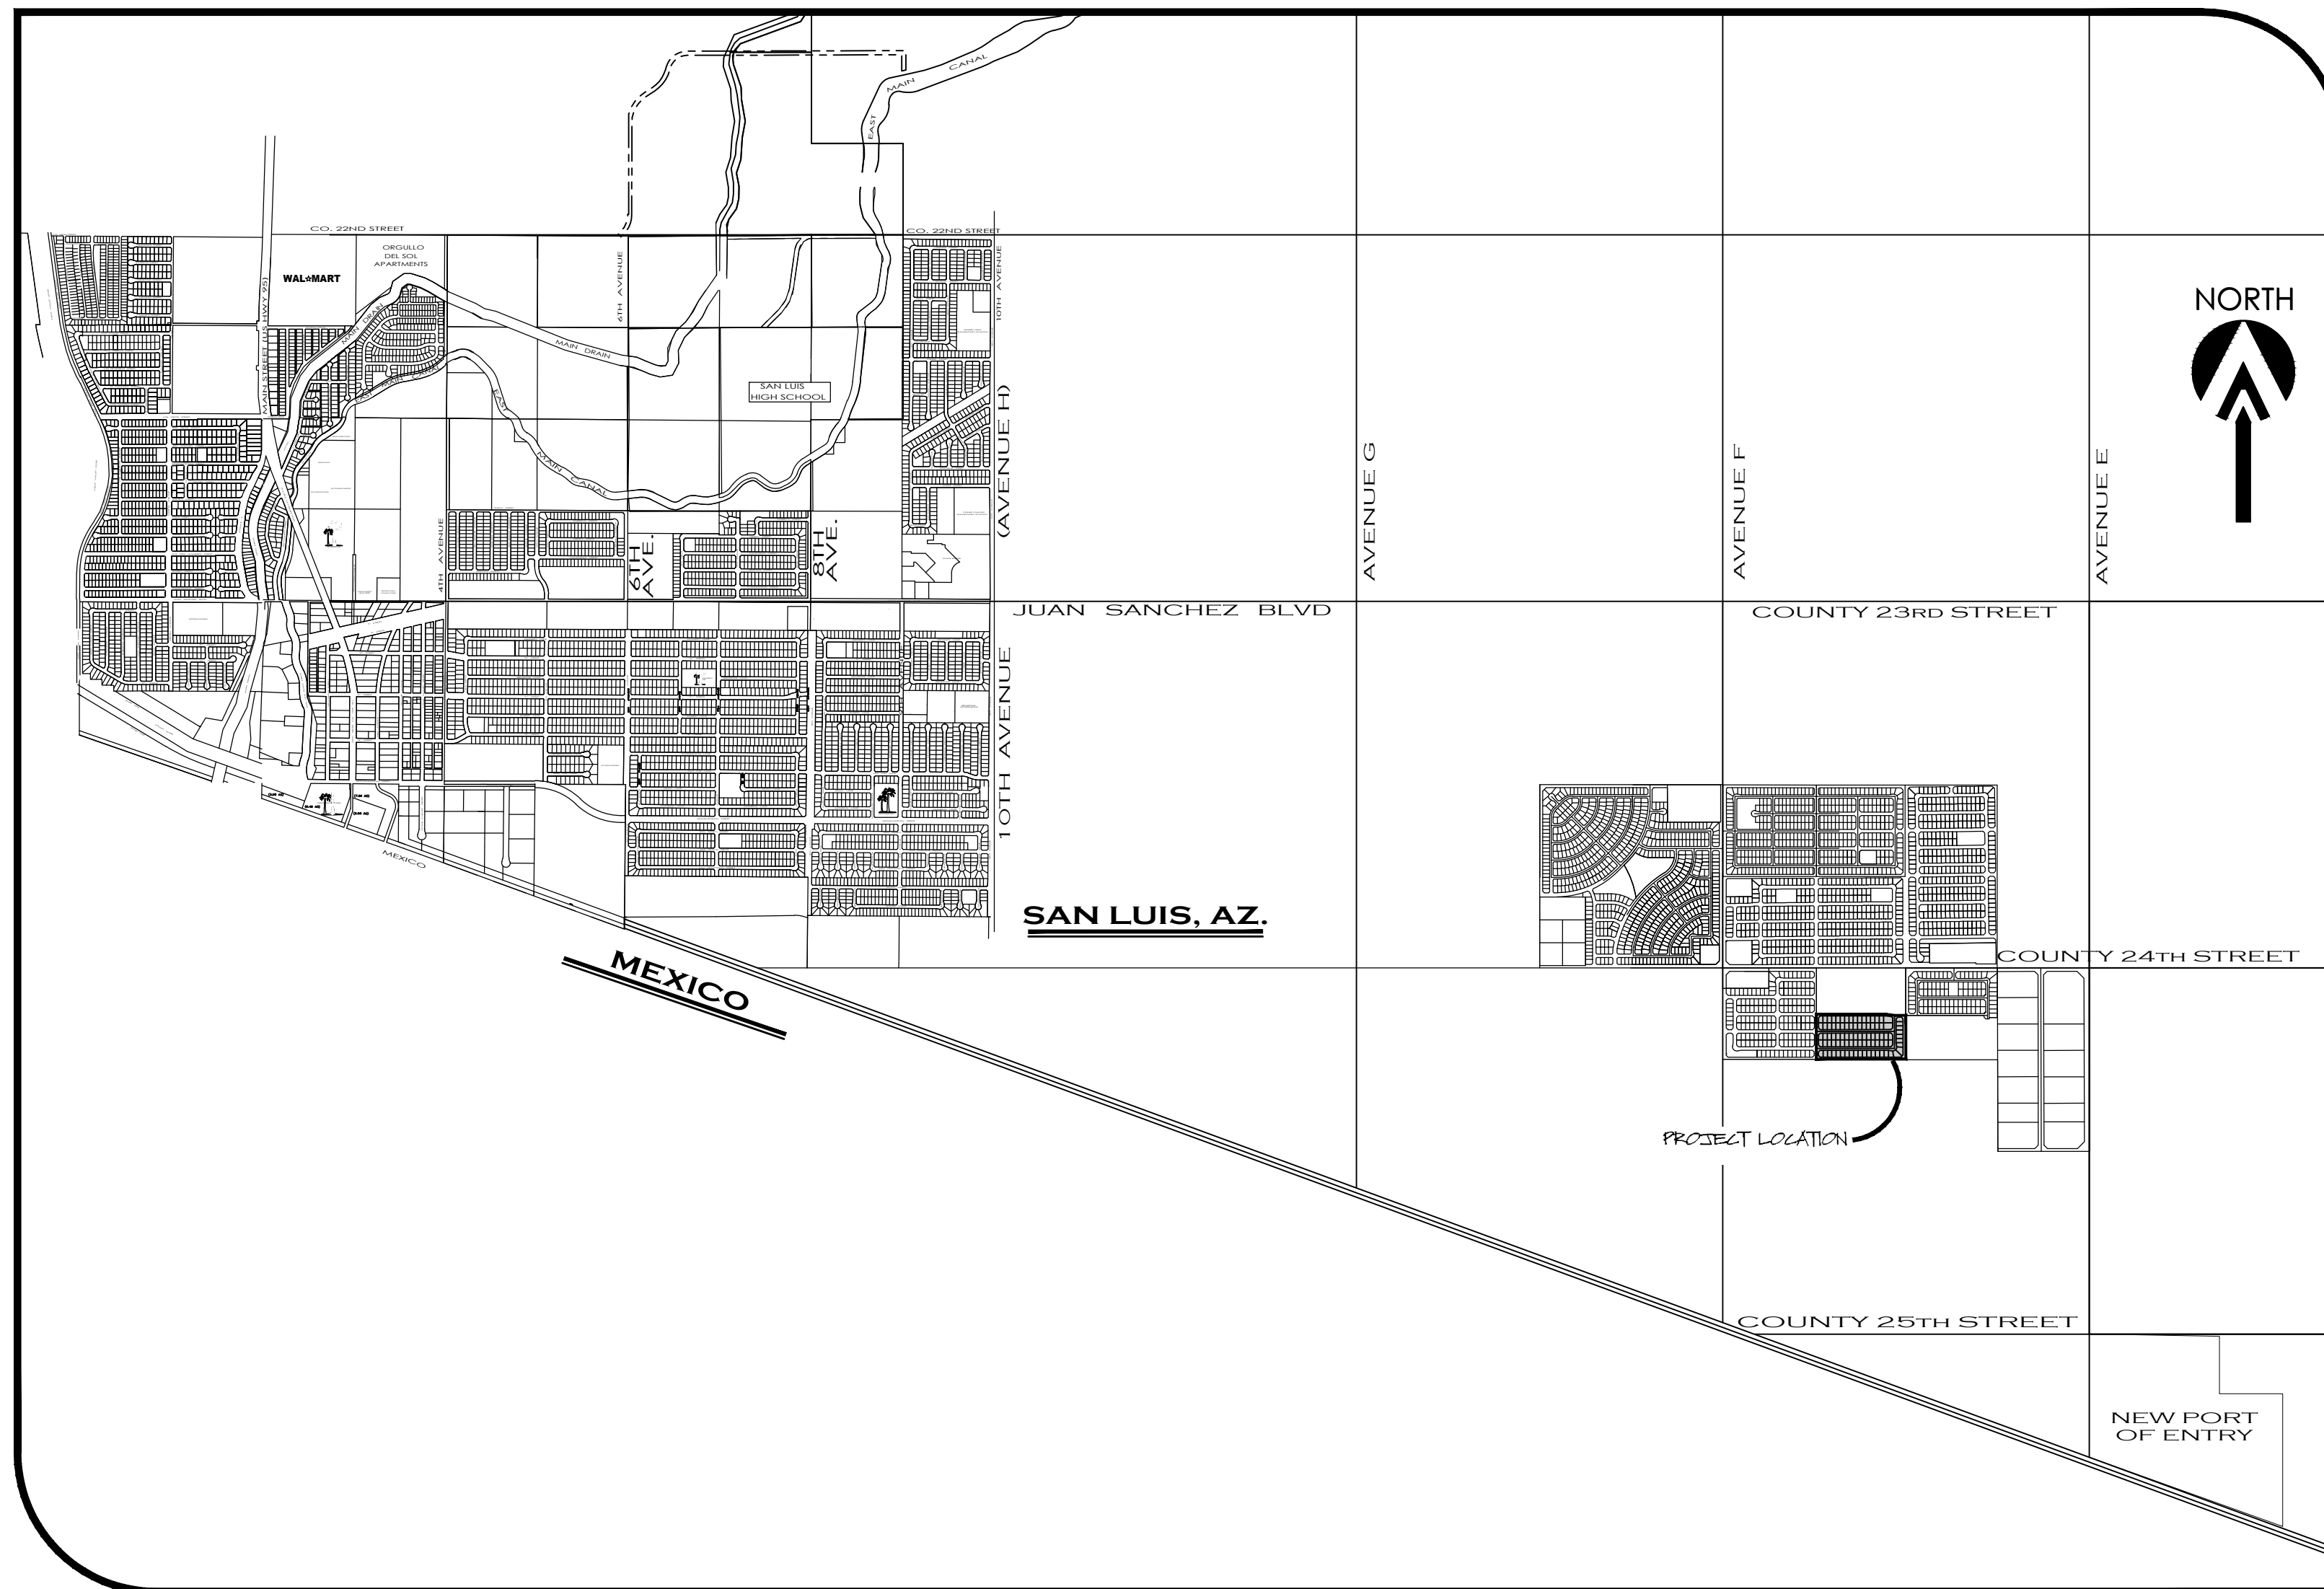 MAIN CANAL
EAST
CO. 22ND STREET
CO. 22ND STREET
ORGULLO
DEL SOL
APARTMENTS
WAL☆MART
6TH AVENUE
10TH AVENUE
NORTH
MAIN STREET (US HWY 95)
MAIN DRAIN
MAIN DRAIN
EAST MAIN CANAL
SAN LUIS
HIGH SCHOOL
EAST
MAIN
CANAL
(AVENUE H)
AVENUE G
AVENUE F
AVENUE E
4TH AVENUE
6TH
AVE.
8TH
AVE.
JUAN SANCHEZ BLVD
COUNTY 23RD STREET
10TH AVENUE
MEXICO
SAN LUIS, AZ.
MEXICO
COUNTY 24TH STREET
PROJECT LOCATION
COUNTY 25TH STREET
NEW PORT
OF ENTRY